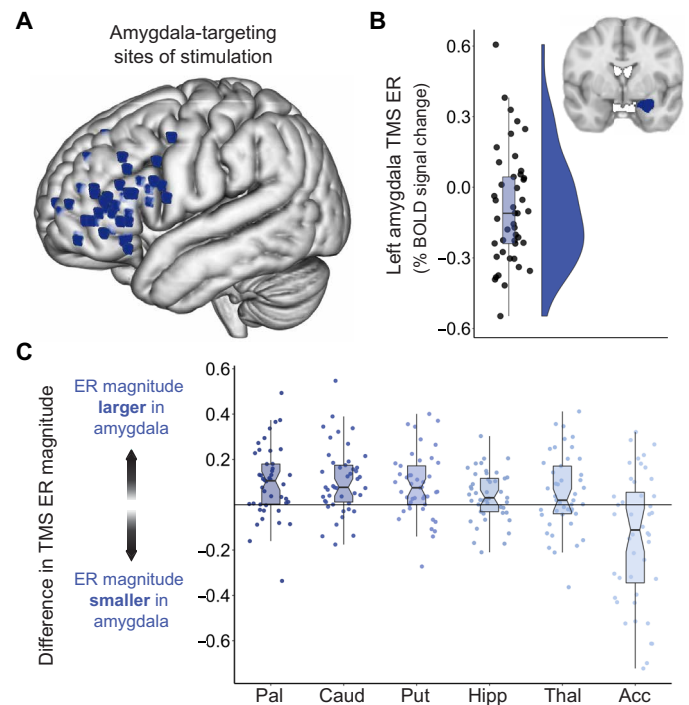 A
Amygdala-targeting
sites of stimulation
B
Left amygdala TMS ER
(% BOLD signal change)
0.6
0.3
0.0
−0.3
−0.6
C
Difference in TMS ER magnitude
ER magnitude
larger in
amygdala
ER magnitude
smaller in
amygdala
0.6
0.4
0.2
−0.2
−0.4
−0.6
Pal Caud Put Hipp Thal Acc